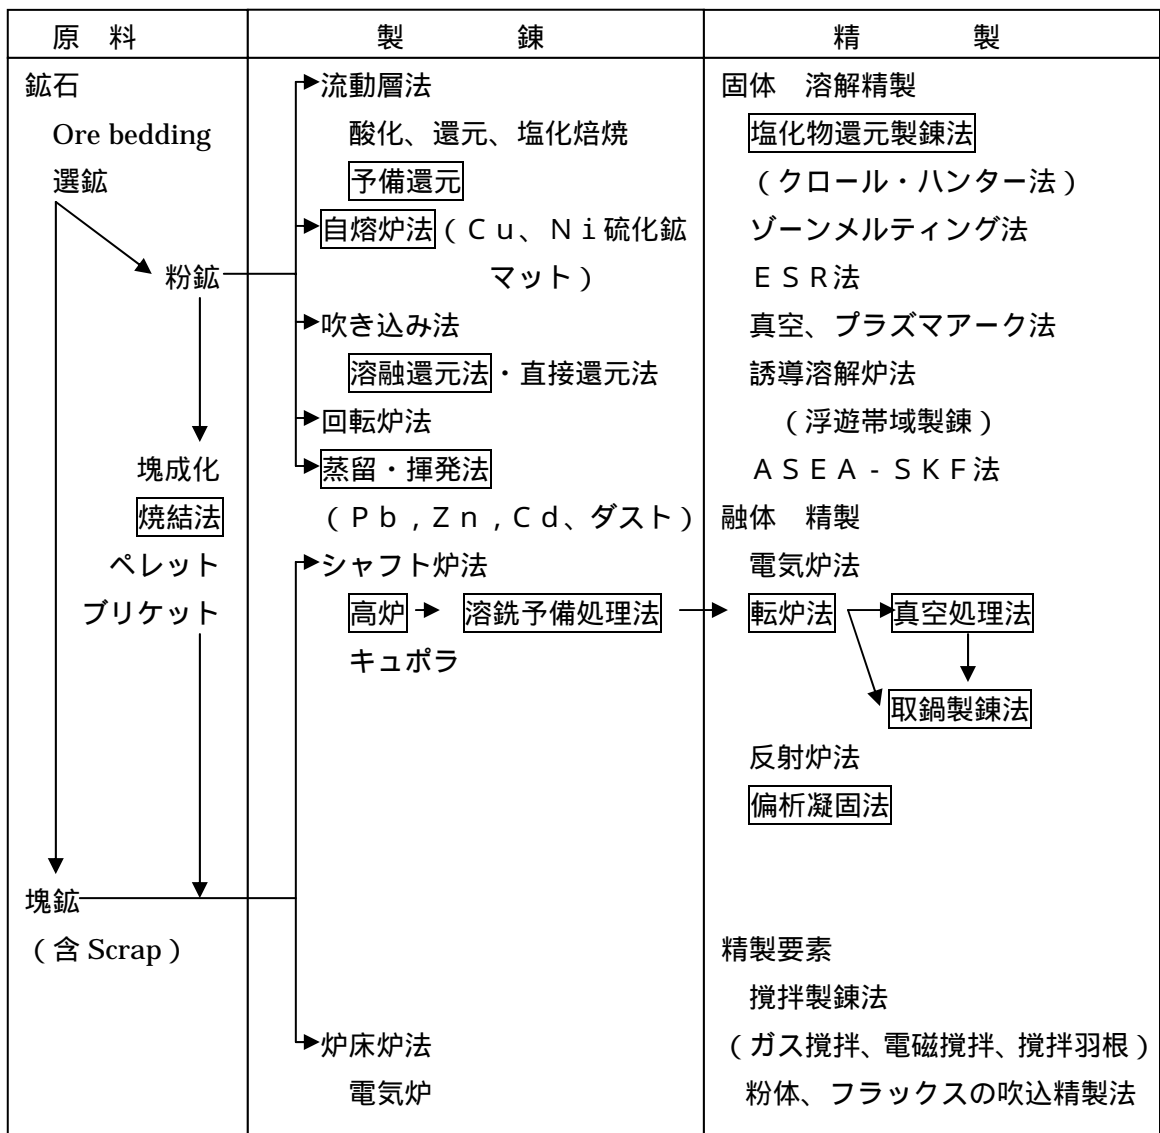 原　料
鉱石
Ore bedding
選鉱
粉鉱
塊成化
焼結法
ペレット
ブリケット
塊鉱
（含 Scrap）
製　　　　錬
流動層法
酸化、還元、塩化焙焼
予備還元
自熔炉法（Ｃｕ、Ｎｉ硫化鉱
マット）
吹き込み法
溶融還元法・直接還元法
回転炉法
蒸留・揮発法
（Ｐｂ，Ｚｎ，Ｃｄ、ダスト）
シャフト炉法
高炉　溶銑予備処理法
キュポラ
炉床炉法
電気炉
精　　　　製
固体　溶解精製
塩化物還元製錬法
（クロール・ハンター法）
ゾーンメルティング法
ＥＳＲ法
真空、プラズマアーク法
誘導溶解炉法
（浮遊帯域製錬）
ＡＳＥＡ‐ＳＫＦ法
融体　精製
電気炉法
転炉法　真空処理法
取鍋製錬法
反射炉法
偏析凝固法
精製要素
撹拌製錬法
（ガス撹拌、電磁撹拌、撹拌羽根）
粉体、フラックスの吹込精製法